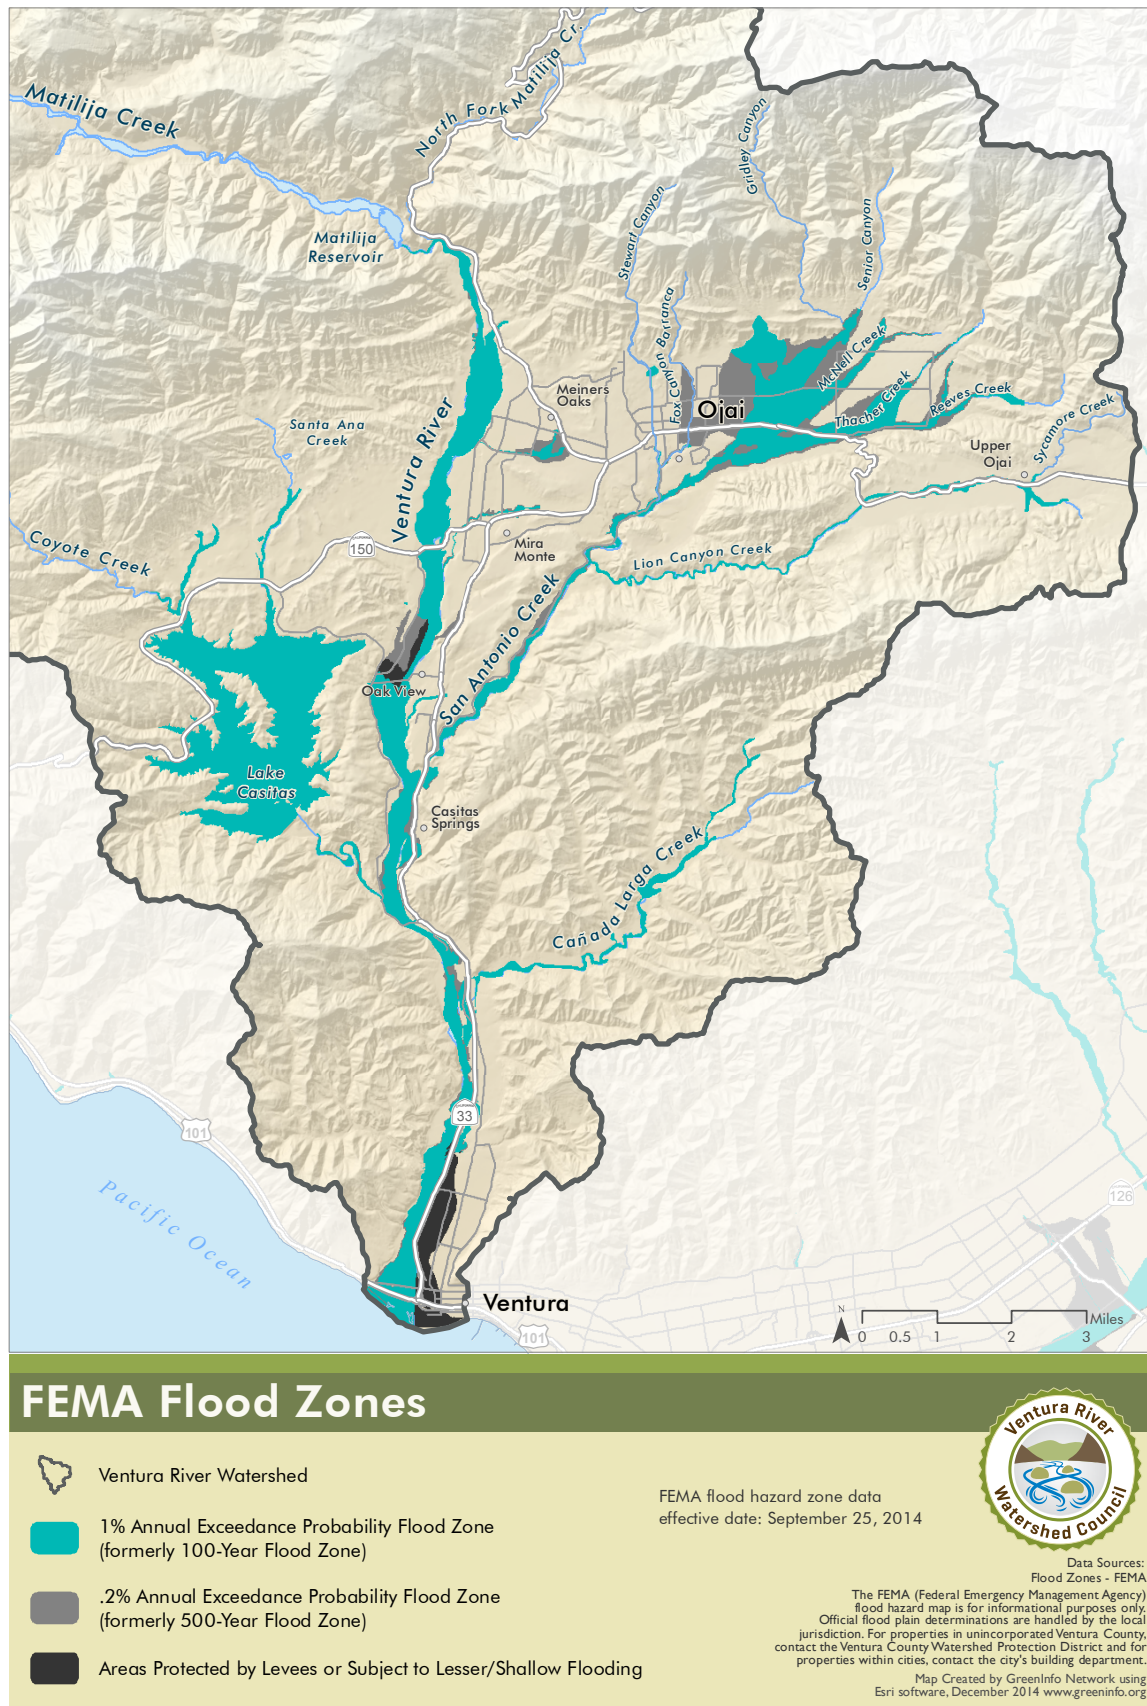 Matilija Creek
North Fork Matilija Cr.
Gridley Canyon
Stewart Canyon
Senior Canyon
Matilija
Reservoir
Fox Canyon Barranca
McNell Creek
Meiners
Oaks
Ojai
Thacher Creek
Reeves Creek
Sycamore Creek
Santa Ana
Creek
Ventura River
Upper
Ojai
Coyote Creek
CALIFORNIA
150
Mira
Monte
Lion Canyon Creek
San Antonio Creek
Oak View
Lake
Casitas
Casitas
Springs
Cañada Larga Creek
CALIFORNIA
33
101
126
Pacific Ocean
Ventura
101
N
0 0.5 1 2 3
Miles
FEMA Flood Zones
Ventura River Watershed
1% Annual Exceedance Probability Flood Zone
(formerly 100-Year Flood Zone)
.2% Annual Exceedance Probability Flood Zone
(formerly 500-Year Flood Zone)
Areas Protected by Levees or Subject to Lesser/Shallow Flooding
FEMA flood hazard zone data
effective date: September 25, 2014
Ventura River
Watershed Council
Data Sources:
Flood Zones - FEMA
The FEMA (Federal Emergency Management Agency)
flood hazard map is for informational purposes only.
Official flood plain determinations are handled by the local
jurisdiction. For properties in unincorporated Ventura County,
contact the Ventura County Watershed Protection District and for
properties within cities, contact the city's building department.
Map Created by GreenInfo Network using
Esri software, December 2014 www.greeninfo.org